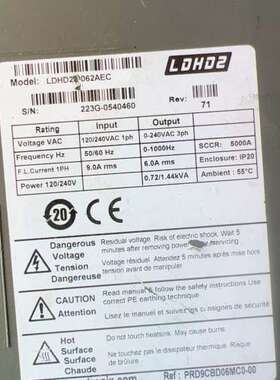 LDHD2
Model:
S/N:
223G-0540460
Rev:
71
Rating Input Output
Voltage VAC 120/240VAC 1ph 0-240VAC 3ph
Frequency Hz 50/60 Hz 0-1000Hz
F.L.Current 1PH 9.0A rms 6.0A rms
Power 120/240V 0.72/1.44kVA
SCCR: 5000A
Enclosure: IP20
Ambient : 55°C
20
CE
Dangerous
Voltage
Tension
Dangereuse
Residual voltage. Risk of electric shock, Wait 5
minutes after removing power
Tension résiduelle. Attendez 5 minutes après hors tension
avant de manipuler
CAUTION
Attention
Read manual follow the safety instructions. Use
correct PE earthing technique.
Lisez le manuel et suivez les consignes de sécurité
Hot
Surface
Surface
Chaude
Do not touch heatsinks. May cause burns.
Ne touchez pas le dissipateur thermique. Risque
de brûlure.
Ref : PRD9CBD06MC0-00